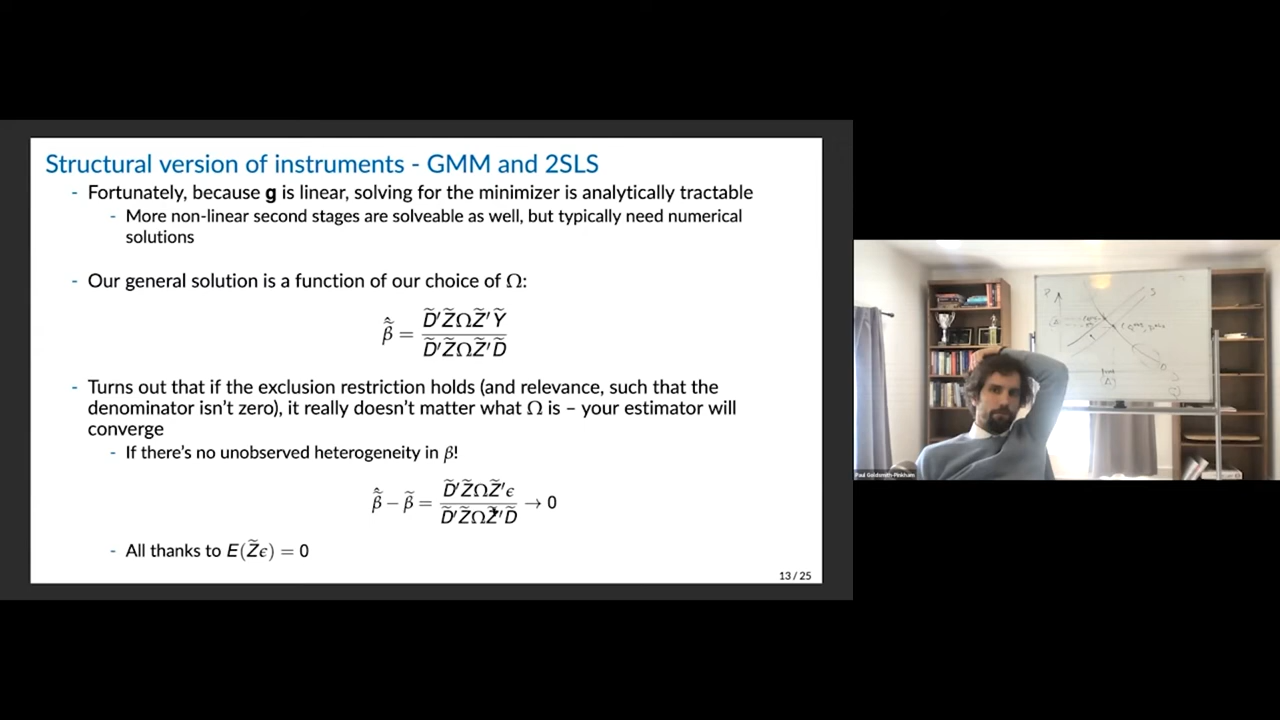 Structural version of instruments - GMM and 2SLS
- Fortunately, because g is linear, solving for the minimizer is analytically tractable
- More non-linear second stages are solveable as well, but typically need numerical
solutions
- Our general solution is a function of our choice of Ω:
β̃̂ = D̃′Z̃ΩZ̃′Ỹ / D̃′Z̃ΩZ̃′D̃
- Turns out that if the exclusion restriction holds (and relevance, such that the
denominator isn't zero), it really doesn't matter what Ω is – your estimator will
converge
- If there's no unobserved heterogeneity in β!
β̃̂ − β̃ = D̃′Z̃ΩZ̃′ϵ / D̃′Z̃ΩZ̃′D̃ → 0
- All thanks to E(Z̃ϵ) = 0
13 / 25
Paul Goldsmith-Pinkham